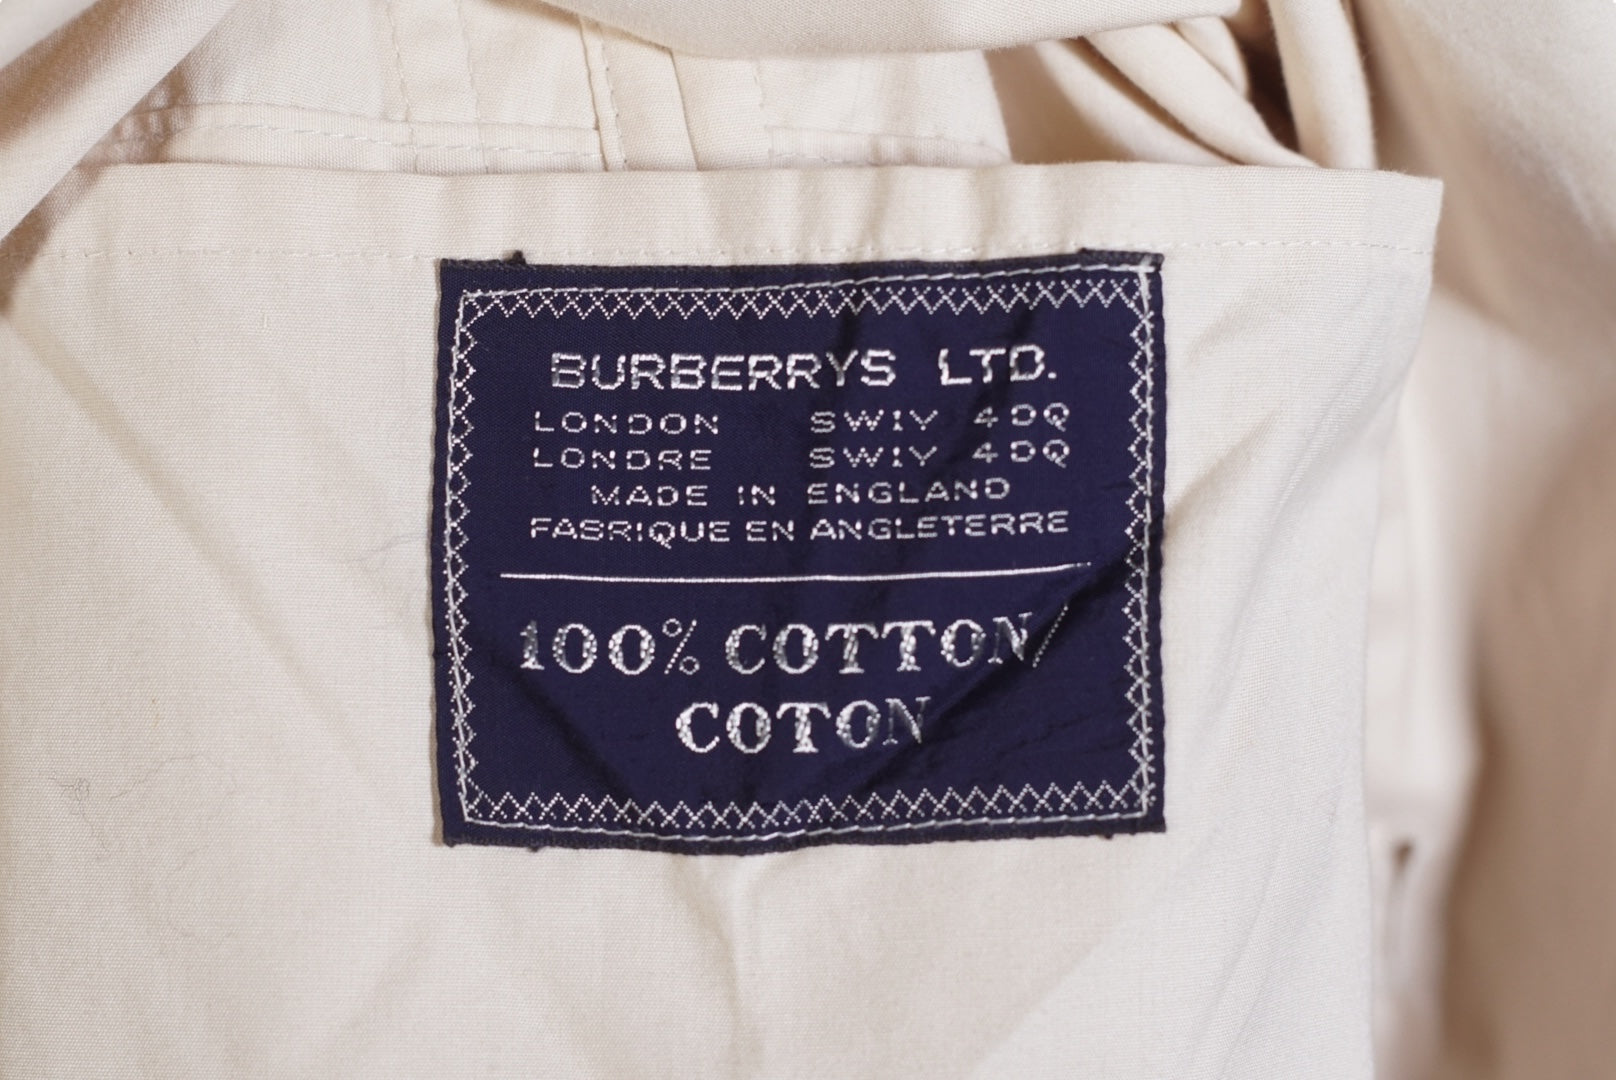 BURBERRYS LTD.
LONDON SW1Y 4DQ
LONDRE SW1Y 4DQ
MADE IN ENGLAND
FABRIQUE EN ANGLETERRE
100% COTTON/
COTON